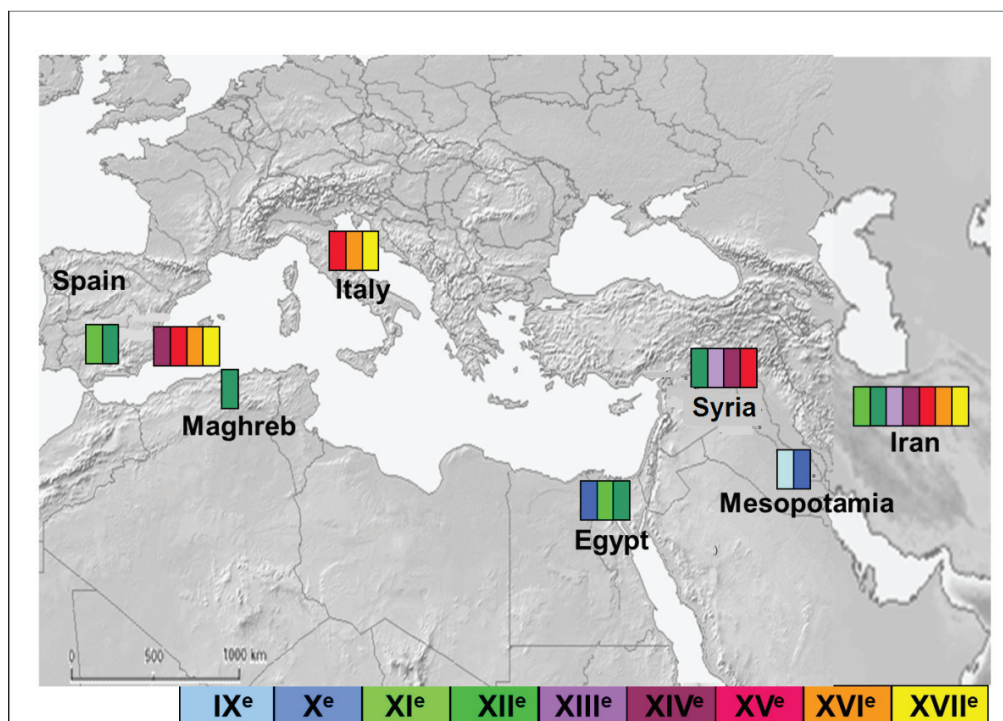 Spain
Italy
Maghreb
Syria
Iran
Mesopotamia
Egypt
0 500 1000 km
IXᵉ Xᵉ XIᵉ XIIᵉ XIIIᵉ XIVᵉ XVᵉ XVIᵉ XVIIᵉ